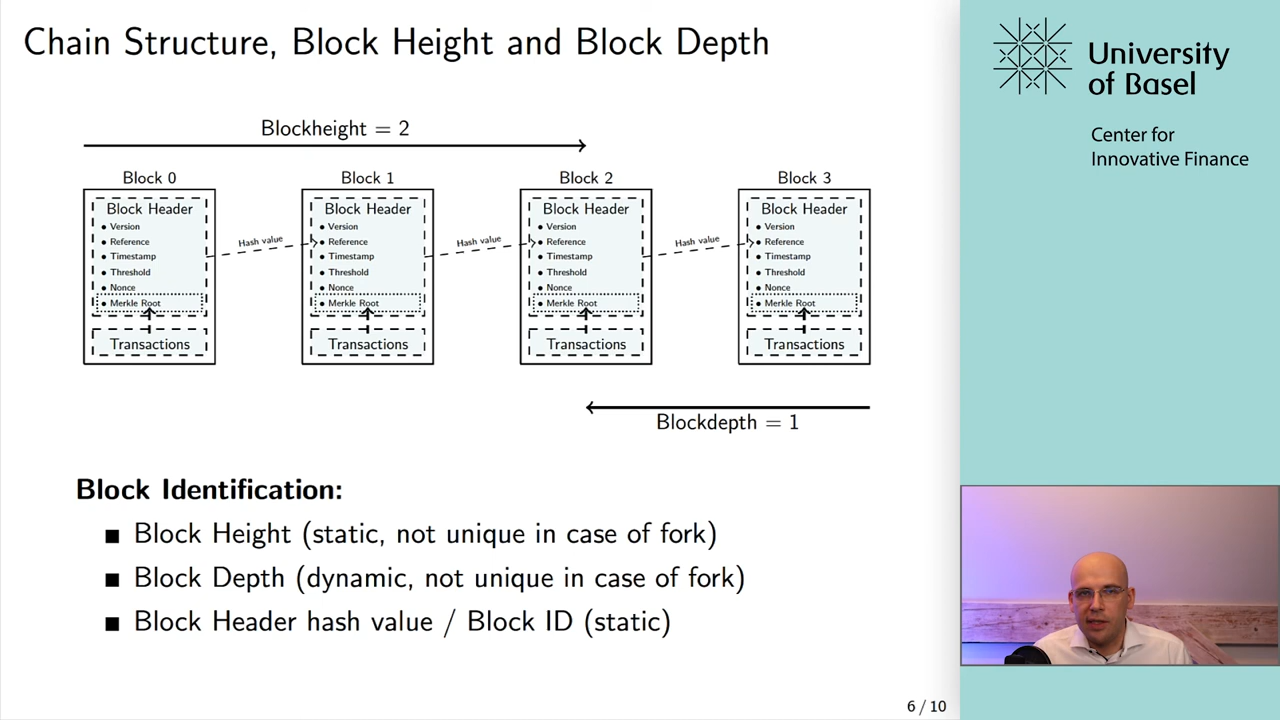 Chain Structure, Block Height and Block Depth
University
of Basel
Center for
Innovative Finance
Blockheight = 2
Block 0
Block Header
• Version
• Reference
• Timestamp
• Threshold
• Nonce
• Merkle Root
Transactions
Hash value
Block 1
Block Header
• Version
• Reference
• Timestamp
• Threshold
• Nonce
• Merkle Root
Transactions
Hash value
Block 2
Block Header
• Version
• Reference
• Timestamp
• Threshold
• Nonce
• Merkle Root
Transactions
Hash value
Block 3
Block Header
• Version
• Reference
• Timestamp
• Threshold
• Nonce
• Merkle Root
Transactions
Blockdepth = 1
Block Identification:
■ Block Height (static, not unique in case of fork)
■ Block Depth (dynamic, not unique in case of fork)
■ Block Header hash value / Block ID (static)
6 / 10